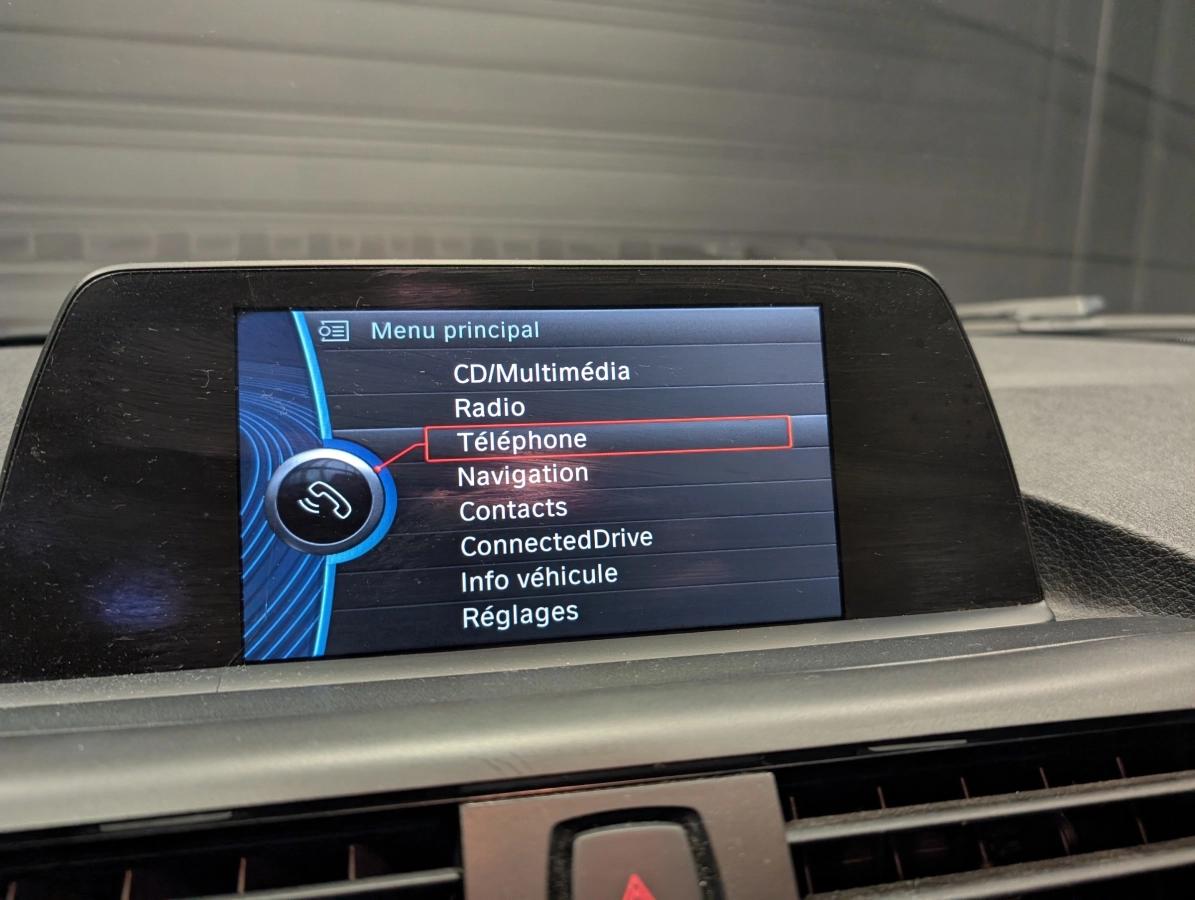 Menu principal
CD/Multimédia
Radio
Téléphone
Navigation
Contacts
ConnectedDrive
Info véhicule
Réglages